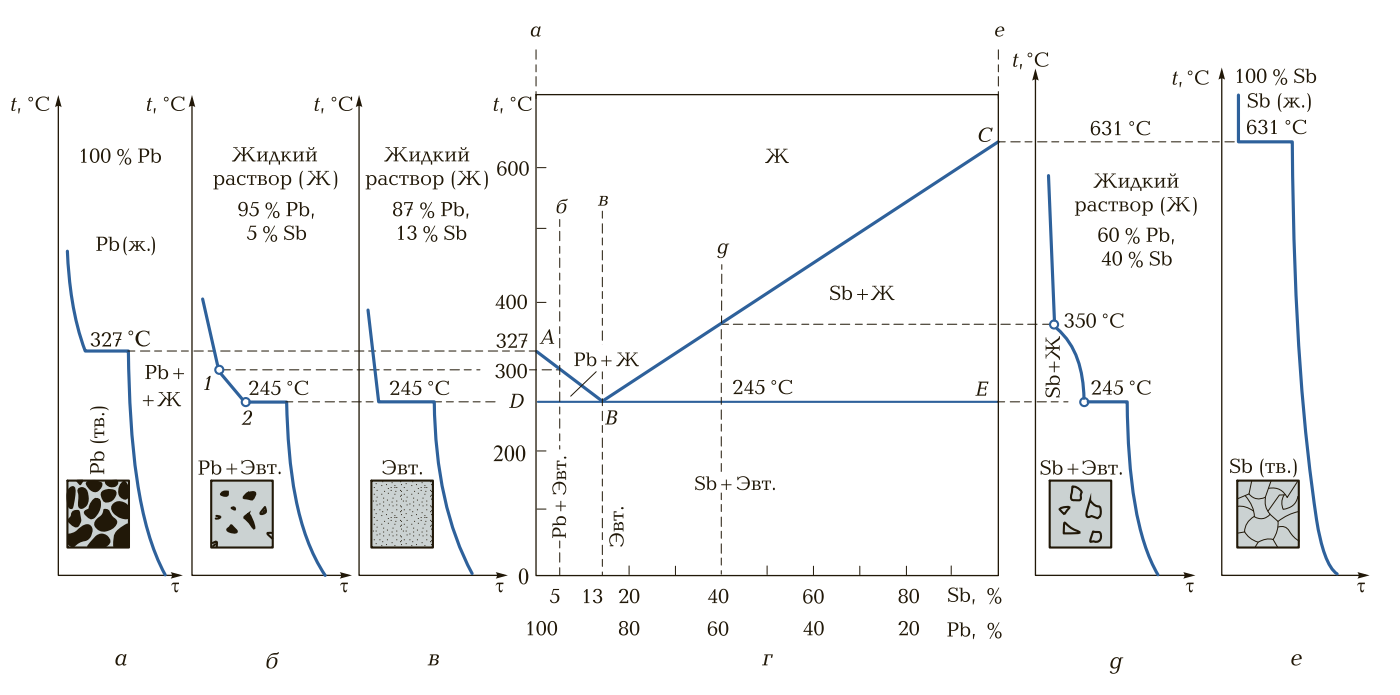 a
e
t, °C
t, °C
t, °C
t, °C
t, °C
t, °C
100 % Pb
Pb (ж.)
327 °C
Pb (тв.)
τ
а
Жидкий
раствор (Ж)
95 % Pb,
5 % Sb
1
Pb +
+ Ж
245 °C
2
Pb + Эвт.
τ
б
Жидкий
раствор (Ж)
87 % Pb,
13 % Sb
245 °C
Эвт.
τ
в
600
400
327
300
D
200
0
A
б
в
g
C
Ж
Sb + Ж
Pb + Ж
245 °C
E
B
Pb + Эвт.
Эвт.
Sb + Эвт.
5 13 20 40 60 80 Sb, %
100 80 60 40 20 Pb, %
г
631 °C
Жидкий
раствор (Ж)
60 % Pb,
40 % Sb
350 °C
Sb + Ж
245 °C
Sb + Эвт.
τ
g
100 % Sb
Sb (ж.)
631 °C
Sb (тв.)
τ
е